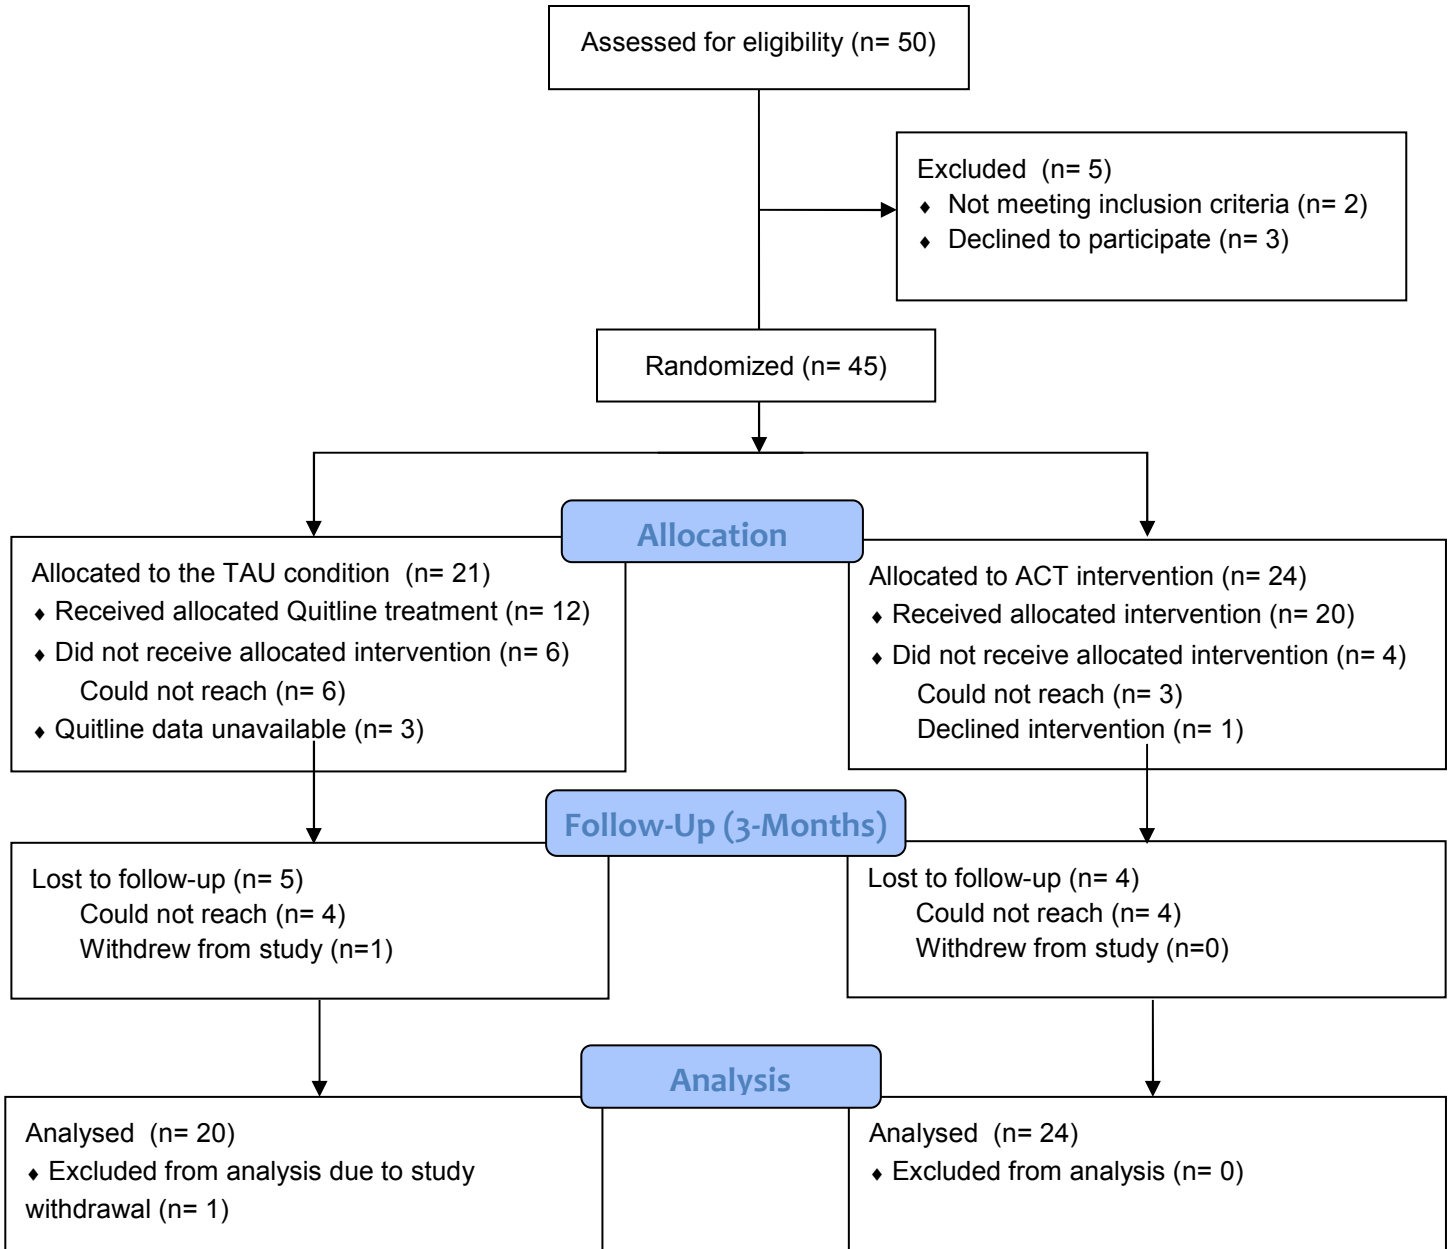 Assessed for eligibility (n= 50)
Excluded (n= 5)
♦ Not meeting inclusion criteria (n= 2)
♦ Declined to participate (n= 3)
Randomized (n= 45)
Allocation
Allocated to the TAU condition (n= 21)
♦ Received allocated Quitline treatment (n= 12)
♦ Did not receive allocated intervention (n= 6)
Could not reach (n= 6)
♦ Quitline data unavailable (n= 3)
Allocated to ACT intervention (n= 24)
♦ Received allocated intervention (n= 20)
♦ Did not receive allocated intervention (n= 4)
Could not reach (n= 3)
Declined intervention (n= 1)
Follow-Up (3-Months)
Lost to follow-up (n= 5)
Could not reach (n= 4)
Withdrew from study (n=1)
Lost to follow-up (n= 4)
Could not reach (n= 4)
Withdrew from study (n=0)
Analysis
Analysed (n= 20)
♦ Excluded from analysis due to study
withdrawal (n= 1)
Analysed (n= 24)
♦ Excluded from analysis (n= 0)